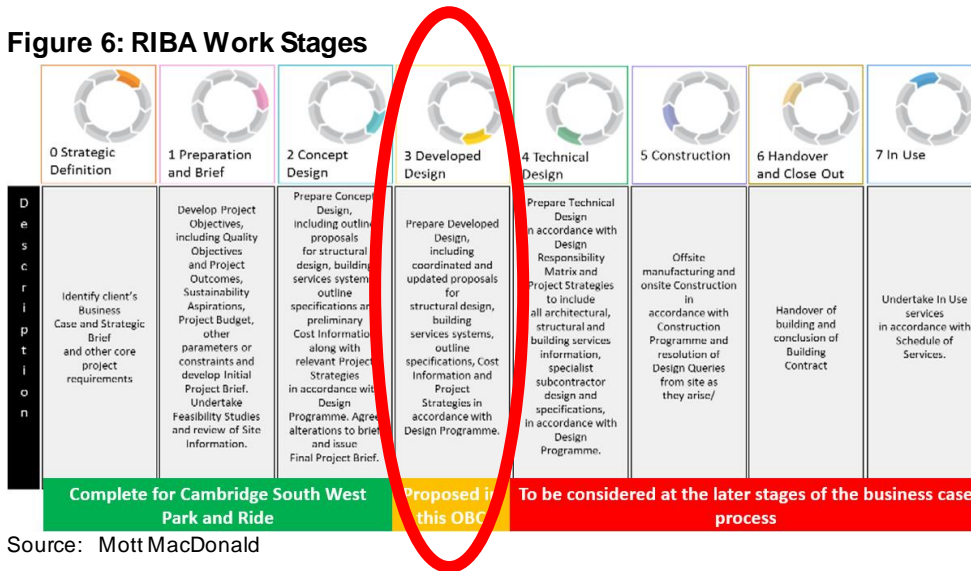 Figure 6: RIBA Work Stages
0 Strategic
Definition
1 Preparation
and Brief
2 Concept
Design
3 Developed
Design
4 Technical
Design
5 Construction
6 Handover
and Close Out
7 In Use
Description
Identify client's
Business
Case and Strategic
Brief
and other core
project
requirements
Develop Project
Objectives,
including Quality
Objectives
and Project
Outcomes,
Sustainability
Aspirations,
Project Budget,
other
parameters or
constraints and
develop Initial
Project Brief.
Undertake
Feasibility Studies
and review of Site
Information.
Prepare Concept
Design,
including outline
proposals
for structural
design, building
services systems,
outline
specifications and
preliminary
Cost Information
along with
relevant Project
Strategies
in accordance with
Design
Programme. Agree
alterations to brief
and issue
Final Project Brief.
Prepare Developed
Design,
including
coordinated and
updated proposals
for
structural design,
building
services systems,
outline
specifications, Cost
Information and
Project
Strategies in
accordance with
Design Programme.
Prepare Technical
Design
in accordance with
Design
Responsibility
Matrix and
Project Strategies
to include
all architectural,
structural and
building services
information,
specialist
subcontractor
design and
specifications,
in accordance with
Design
Programme.
Offsite
manufacturing and
onsite Construction
in
accordance with
Construction
Programme and
resolution of
Design Queries
from site as
they arise/
Handover of
building and
conclusion of
Building
Contract
Undertake In Use
services
in accordance with
Schedule of
Services.
Complete for Cambridge South West
Park and Ride
Proposed in
this OBC
To be considered at the later stages of the business case
process
Source: Mott MacDonald